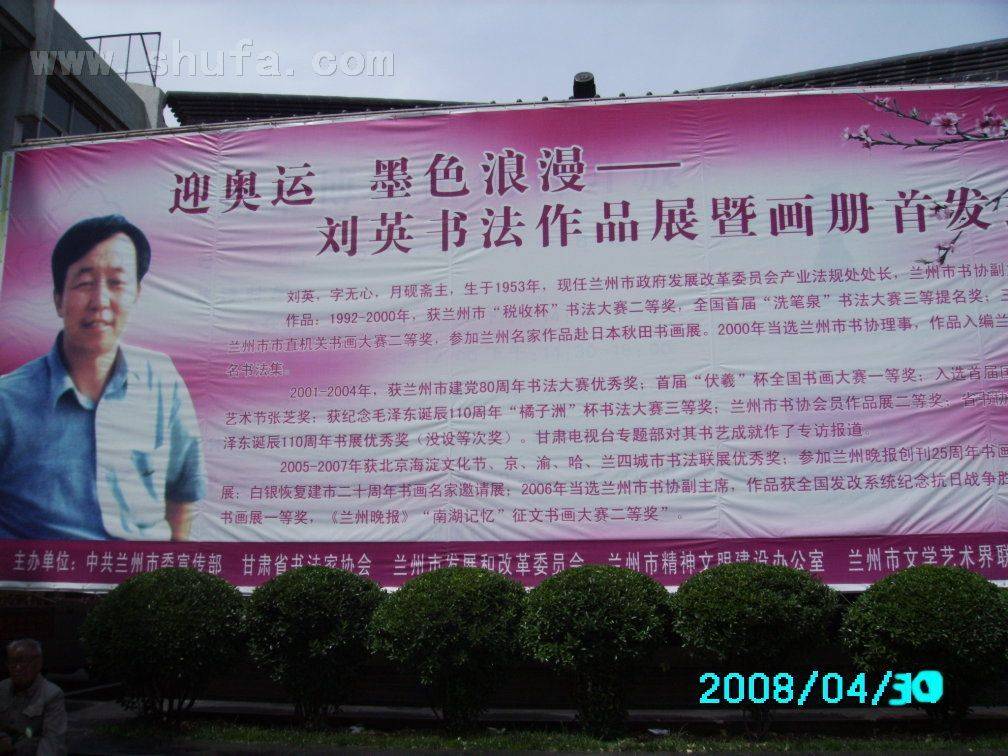 www.shufa.com
迎奥运 墨色浪漫——
刘英书法作品展暨画册首发
刘英，字无心，月砚斋主，生于1953年，现任兰州市政府发展改革委员会产业法规处处长，兰州市书协副主
作品：1992-2000年，获兰州市“税收杯”书法大赛二等奖，全国首届“洗笔泉”书法大赛三等提名奖；
兰州市市直机关书画大赛二等奖，参加兰州名家作品赴日本秋田书画展。2000年当选兰州市书协理事，作品入编兰
名书法集。
2001-2004年，获兰州市建党80周年书法大赛优秀奖；首届“伏羲”杯全国书画大赛一等奖；入选首届
艺术节张芝奖；获纪念毛泽东诞辰110周年“橘子洲”杯书法大赛三等奖；兰州市书协会员作品展二等奖；省书协
泽东诞辰110周年书展优秀奖（没设等次奖）。甘肃电视台专题部对其书艺成就作了专访报道。
2005-2007年获北京海淀文化节、京、渝、哈、兰四城市书法联展优秀奖；参加兰州晚报创刊25周年书画
展；白银恢复建市二十周年书画名家邀请展；2006年当选兰州市书协副主席，作品获全国发改系统纪念抗日战争胜
书画展一等奖，《兰州晚报》“南湖记忆”征文书画大赛二等奖”。
主办单位：中共兰州市委宣传部 甘肃省书法家协会 兰州市发展和改革委员会 兰州市精神文明建设办公室 兰州市文学艺术界联
2008/04/30